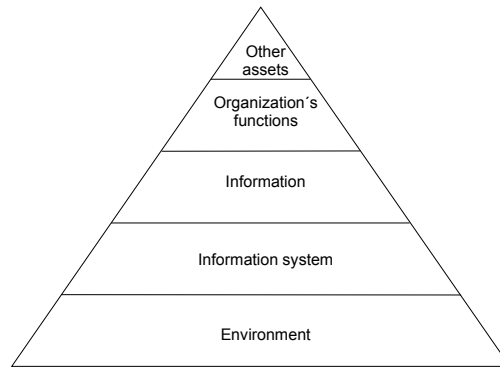 Other
assets
Organization´s
functions
Information
Information system
Environment